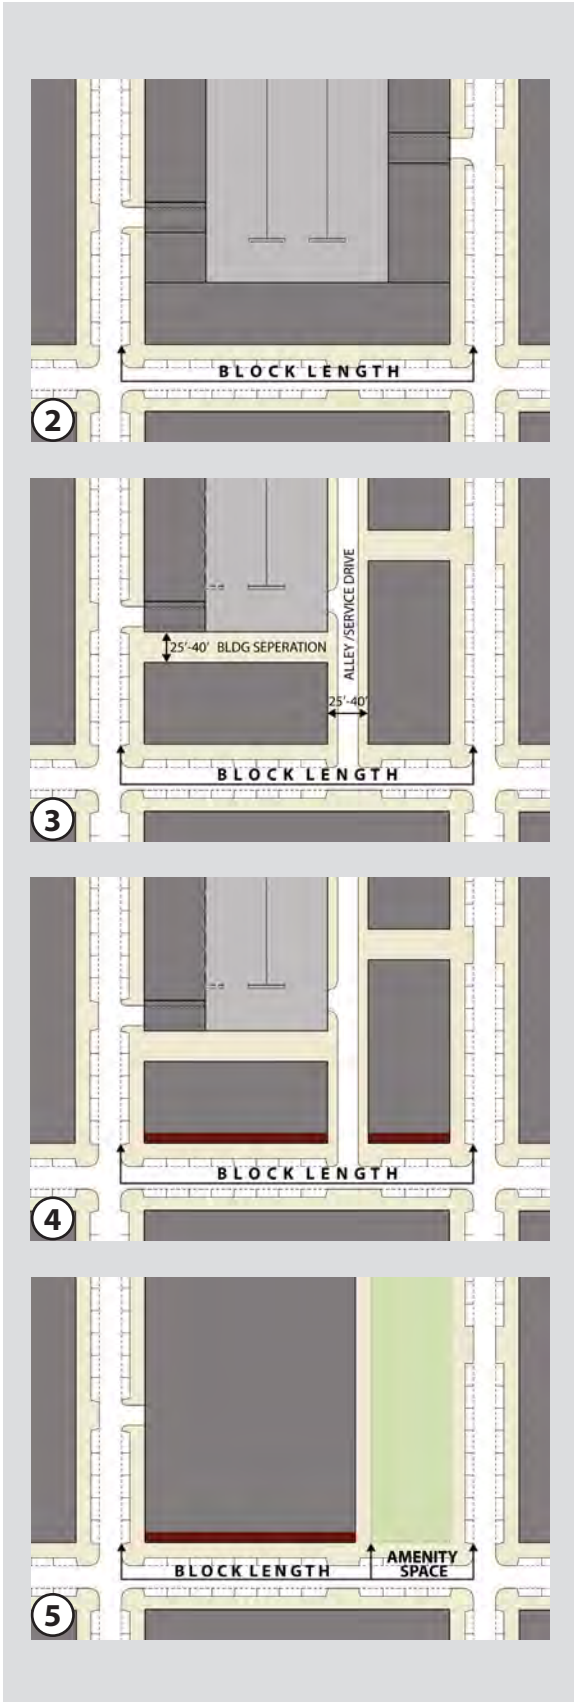 BLOCK LENGTH
2
ALLEY/SERVICE DRIVE
25'-40' BLDG SEPERATION
25'-40'
BLOCK LENGTH
3
BLOCK LENGTH
4
AMENITY
SPACE
BLOCK LENGTH
5